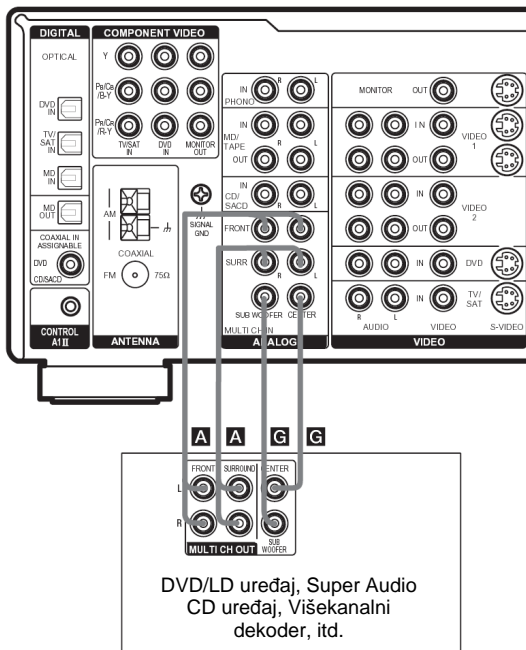 DIGITAL
OPTICAL
DVD
IN
TV/
SAT
IN
MD
IN
MD
OUT
COAXIAL IN
ASSIGNABLE
DVD
CD/SACD
CONTROL
A1II
COMPONENT VIDEO
Y
PB/CB
/B-Y
PR/CR
/R-Y
TV/SAT
IN
DVD
IN
MONITOR
OUT
AM
COAXIAL
FM
75Ω
ANTENNA
SIGNAL
GND
IN
R
L
PHONO
IN
MD/
TAPE
OUT
R
L
IN
CD/
SACD
R
L
FRONT
SURR
R
L
SUB WOOFER
CENTER
MULTI CH IN
ANALOG
MONITOR
OUT
IN
VIDEO
1
OUT
IN
VIDEO
2
OUT
IN
DVD
IN
TV/
SAT
R
L
AUDIO
VIDEO
S-VIDEO
VIDEO
A
A
G
G
FRONT
SURROUND
CENTER
L
R
MULTI CH OUT
SUB
WOOFER
DVD/LD uređaj, Super Audio
CD uređaj, Višekanalni
dekoder, itd.